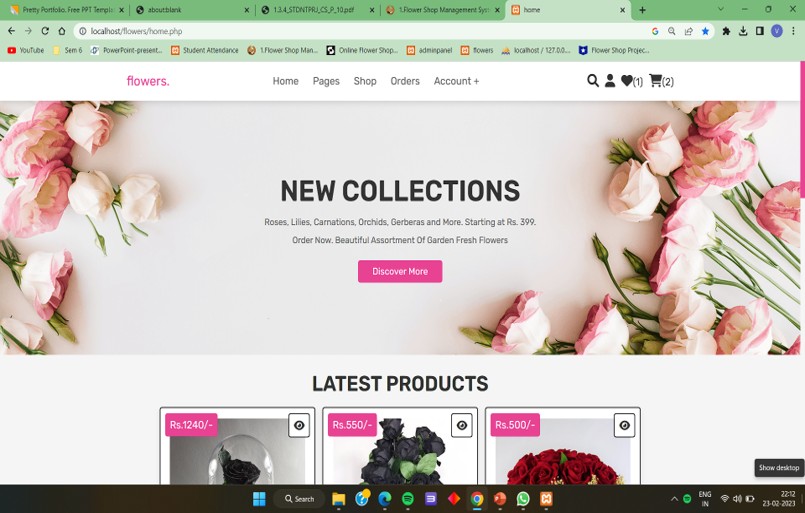 Pretty Portfolio. Free PPT Templat
about:blank
1.3.4_STDNTPRJ_CS_P_10.pdf
1.Flower Shop Management Syst
home
localhost/flowers/home.php
YouTube
Sem 6
PowerPoint-present...
Student Attendance
1.Flower Shop Man...
Online Flower Shop...
adminpanel
flowers
localhost / 127.0.0....
Flower Shop Projec...
flowers.
Home Pages Shop Orders Account +
(1) (2)
NEW COLLECTIONS
Roses, Lilies, Carnations, Orchids, Gerberas and More. Starting at Rs. 399.
Order Now. Beautiful Assortment Of Garden Fresh Flowers
Discover More
LATEST PRODUCTS
Rs.1240/- Rs.550/- Rs.500/-
Show desktop
Search
ENG
IN
22:12
23-02-2023